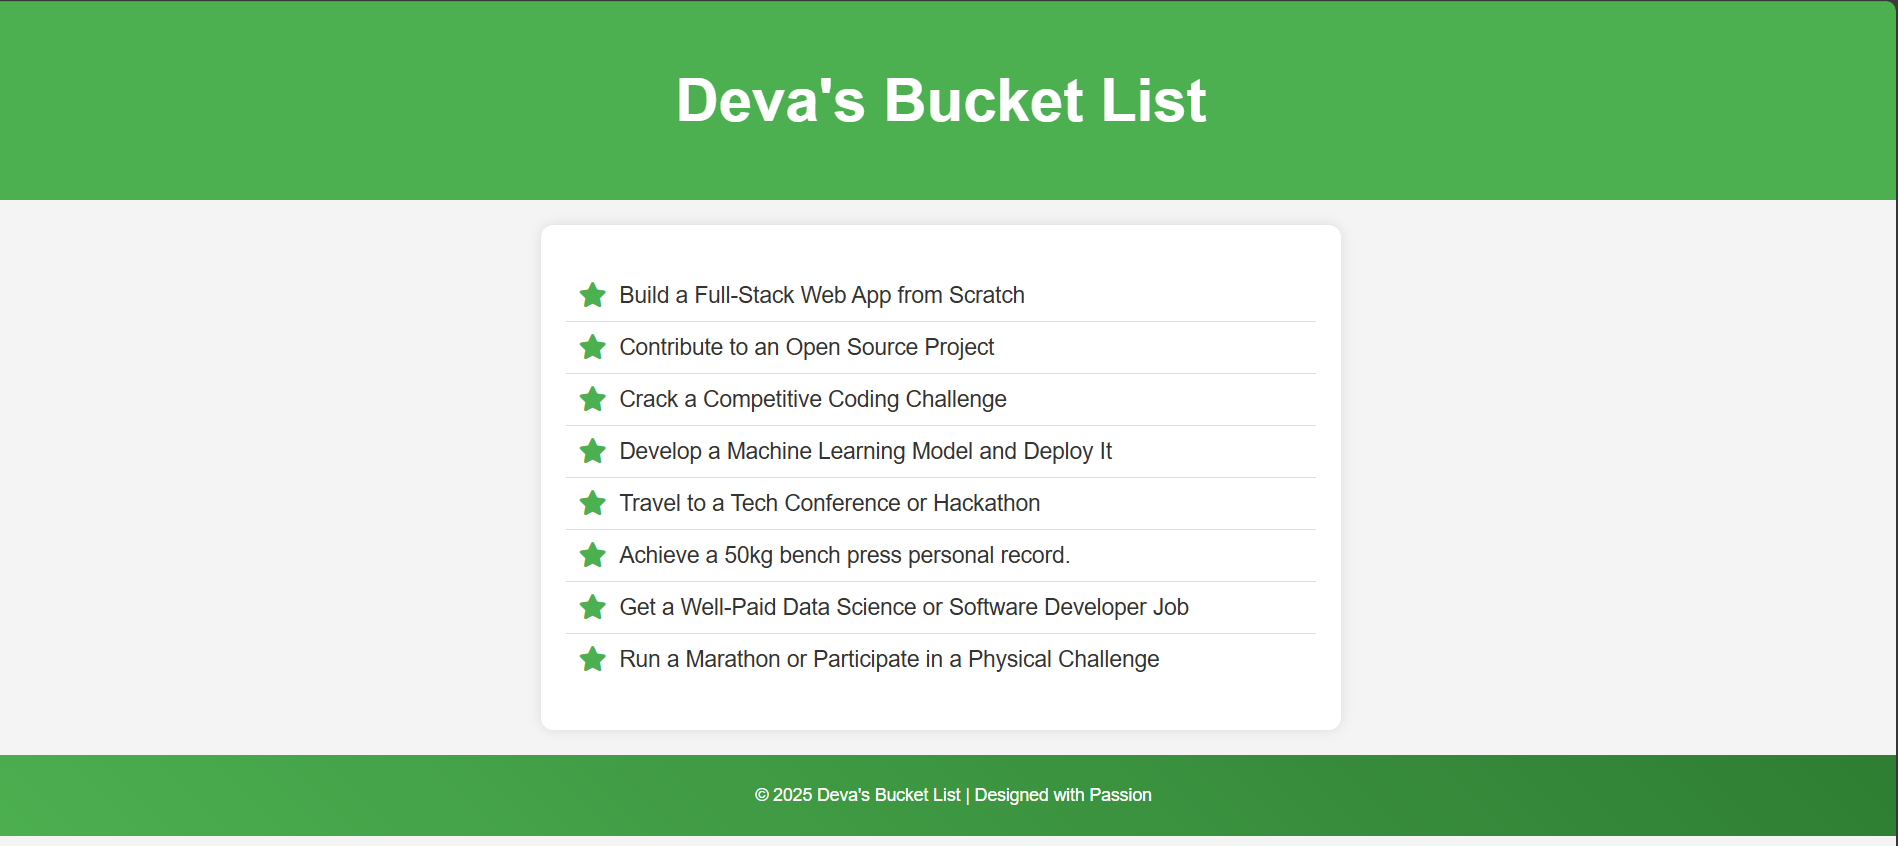 Deva's Bucket List
Build a Full-Stack Web App from Scratch
Contribute to an Open Source Project
Crack a Competitive Coding Challenge
Develop a Machine Learning Model and Deploy It
Travel to a Tech Conference or Hackathon
Achieve a 50kg bench press personal record.
Get a Well-Paid Data Science or Software Developer Job
Run a Marathon or Participate in a Physical Challenge
© 2025 Deva's Bucket List | Designed with Passion